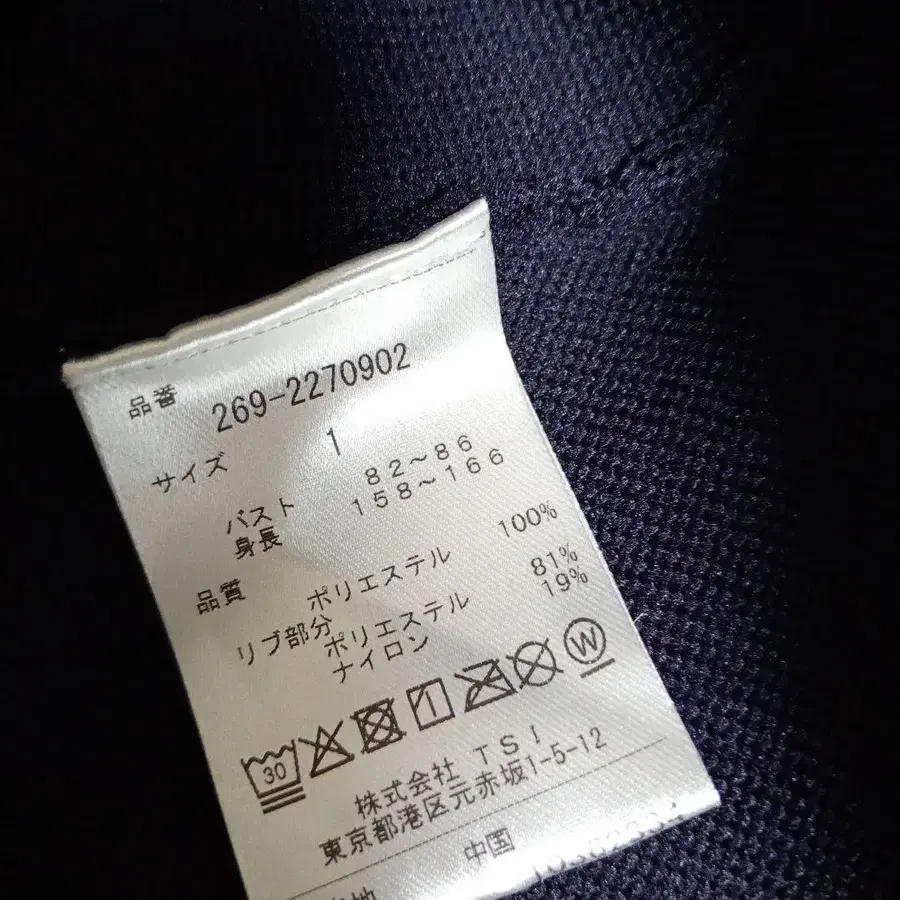 品番 269-2270902
サイズ 1
バスト 82〜86
身長 158〜166
品質 ポリエステル 100%
リブ部分
ポリエステル 81%
ナイロン 19%
30
W
株式会社 TSI
東京都港区元赤坂1-5-12
中国